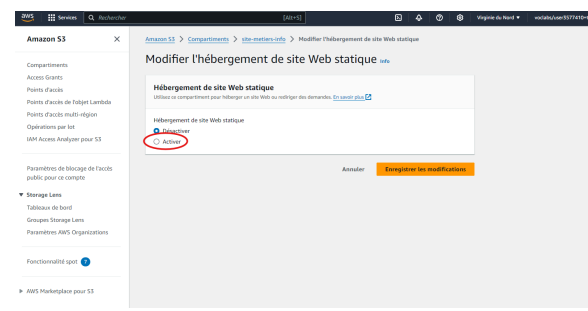 aws
Services
Rechercher
[Alt+S]
Virginie du Nord
Amazon S3
Amazon S3 > Compartiments > site-metiers-info > Modifier l'hébergement de site Web statique
Modifier l'hébergement de site Web statique Info
Compartiments
Access Grants
Points d'accès
Points d'accès de l'objet Lambda
Points d'accès multi-région
Opérations par lot
IAM Access Analyzer pour S3
Paramètres de blocage de l'accès
public pour ce compte
Storage Lens
Tableaux de bord
Groupes Storage Lens
Paramètres AWS Organizations
Fonctionnalité spot 7
AWS Marketplace pour S3
Hébergement de site Web statique
Utilisez ce compartiment pour héberger un site Web ou rediriger des demandes. En savoir plus
Hébergement de site Web statique
Désactiver
Activer
Annuler
Enregistrer les modifications